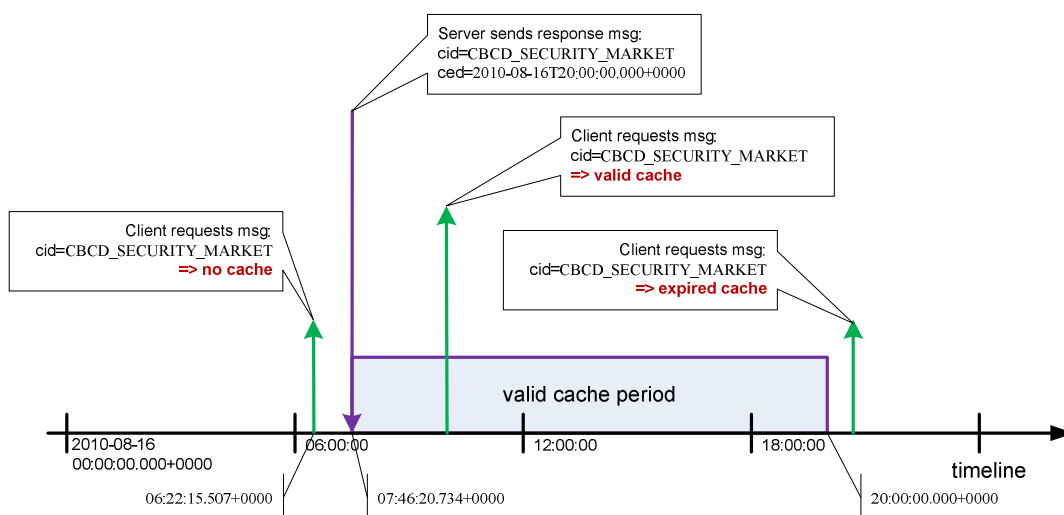 Server sends response msg:
cid=CBCD_SECURITY_MARKET
ced=2010-08-16T20:00:00.000+0000
Client requests msg:
cid=CBCD_SECURITY_MARKET
=> valid cache
Client requests msg:
cid=CBCD_SECURITY_MARKET
=> no cache
Client requests msg:
cid=CBCD_SECURITY_MARKET
=> expired cache
valid cache period
2010-08-16
00:00:00.000+0000
06:00:00
12:00:00
18:00:00
timeline
06:22:15.507+0000
07:46:20.734+0000
20:00:00.000+0000